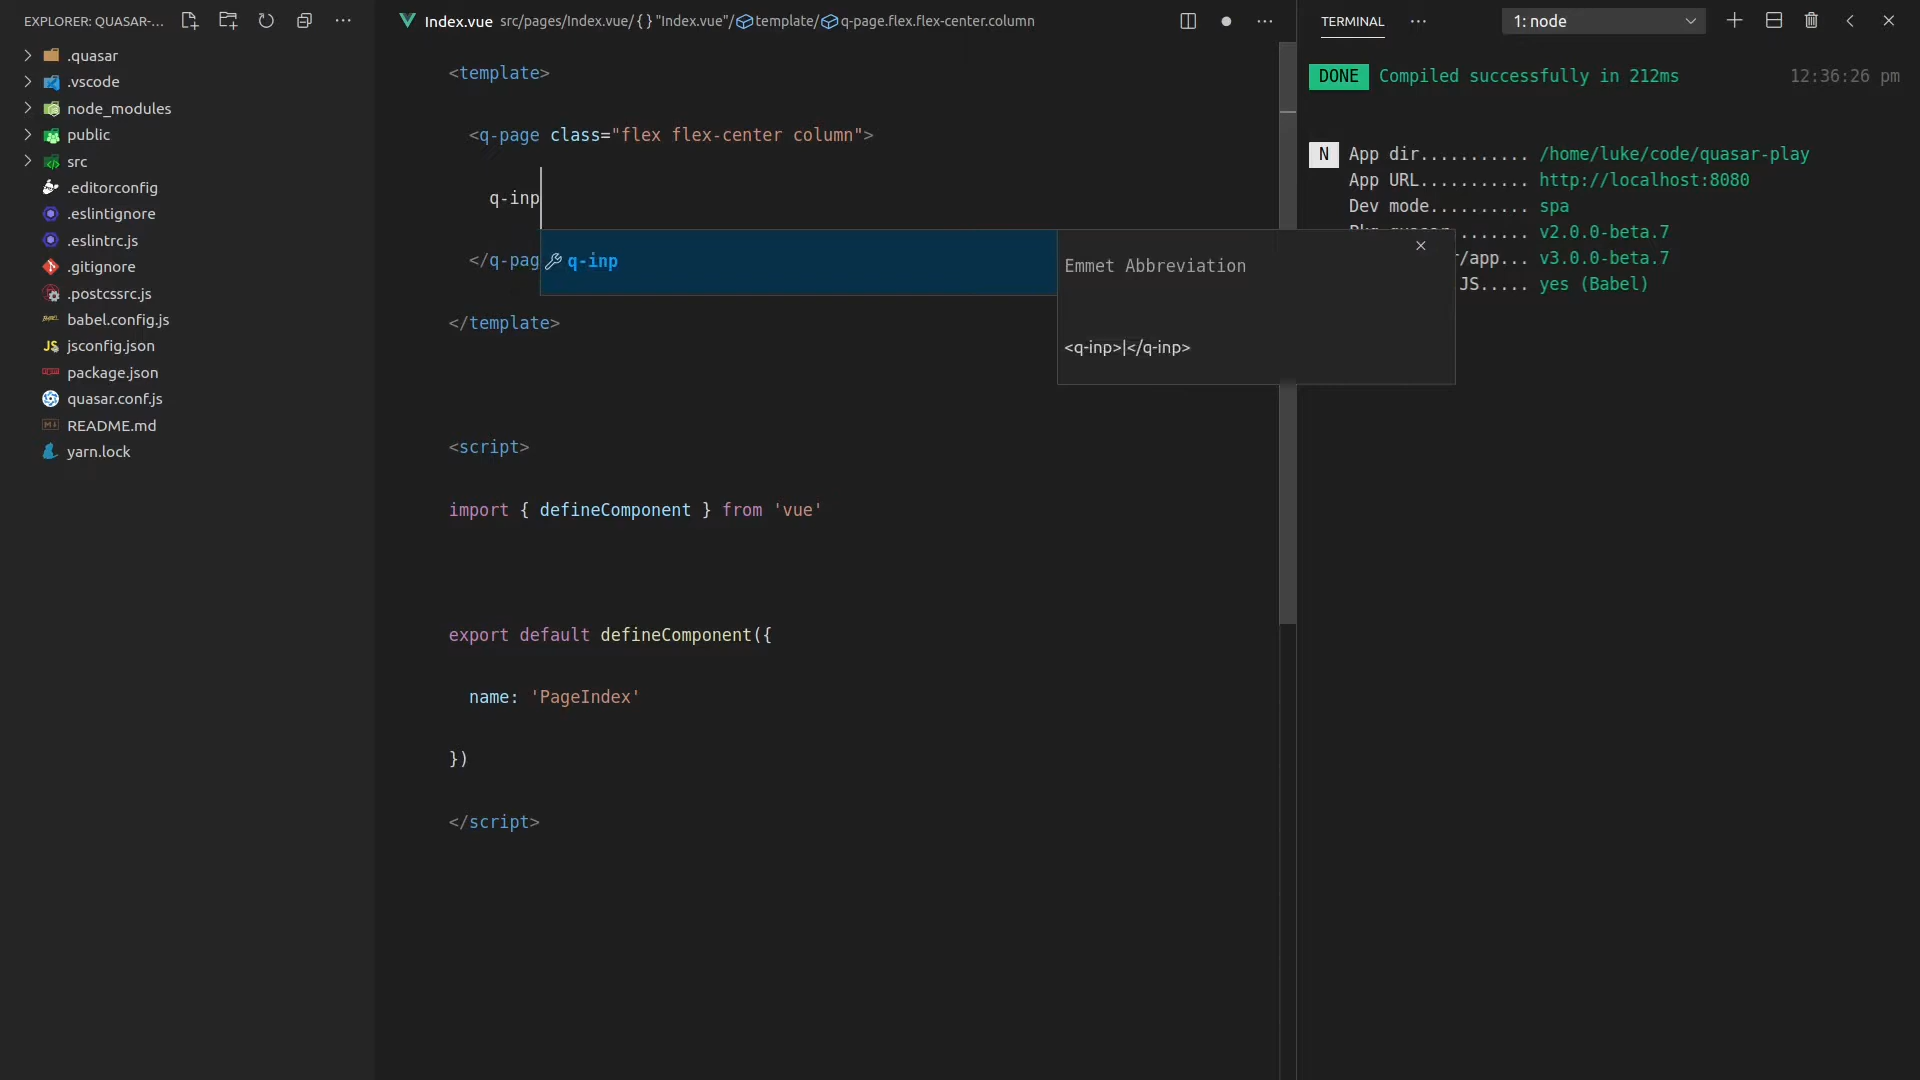 EXPLORER: QUASAR-...
.quasar
.vscode
node_modules
public
src
.editorconfig
.eslintignore
.eslintrc.js
.gitignore
.postcssrc.js
babel.config.js
jsconfig.json
package.json
quasar.conf.js
README.md
yarn.lock
Index.vue src/pages/Index.vue/{ } "Index.vue"/template/q-page.flex.flex-center.column
<template>
<q-page class="flex flex-center column">
q-inp
</q-pag
</template>
<script>
import { defineComponent } from 'vue'
export default defineComponent({
name: 'PageIndex'
})
</script>
q-inp
Emmet Abbreviation
<q-inp>|</q-inp>
TERMINAL
1: node
DONE Compiled successfully in 212ms 12:36:26 pm
N App dir........... /home/luke/code/quasar-play
App URL........... http://localhost:8080
Dev mode.......... spa
....... v2.0.0-beta.7
r/app... v3.0.0-beta.7
JS..... yes (Babel)